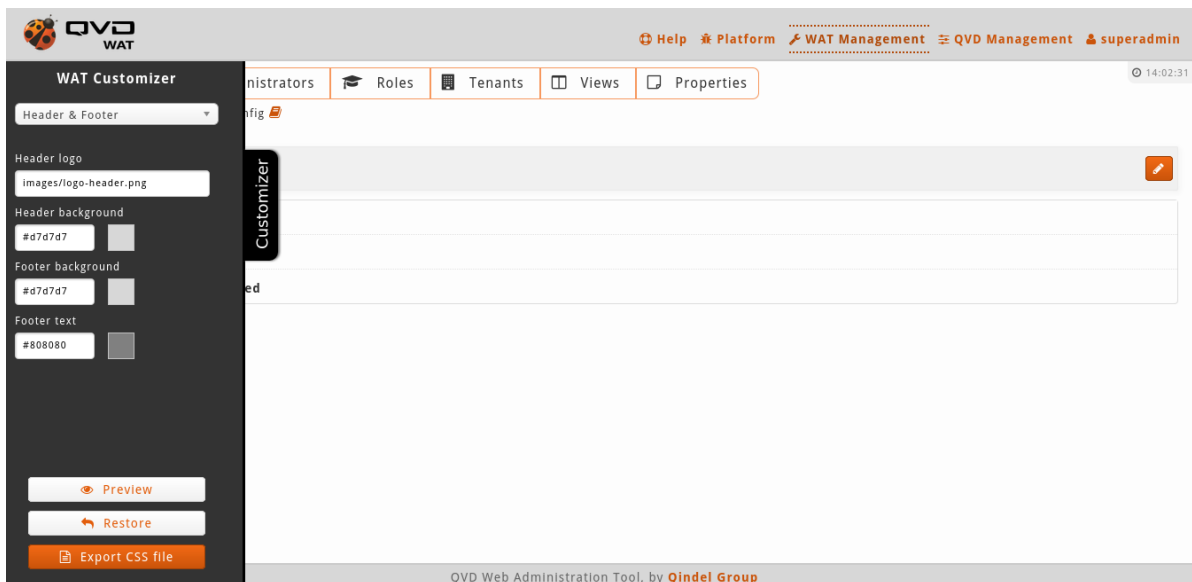 QVD
WAT
Help Platform WAT Management QVD Management superadmin
14:02:31
WAT Customizer
Header & Footer
Header logo
images/logo-header.png
Header background
#d7d7d7
Footer background
#d7d7d7
Footer text
#808080
Preview
Restore
Export CSS file
Customizer
nistrators Roles Tenants Views Properties
nfig
ed
QVD Web Administration Tool, by Qindel Group